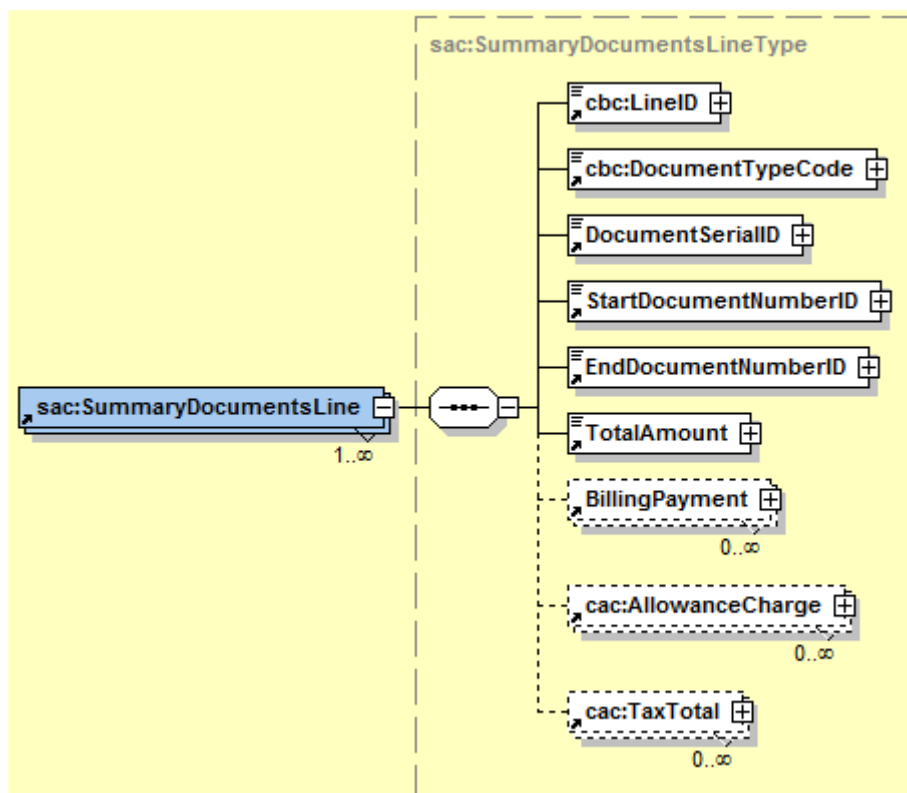 sac:SummaryDocumentsLineType
cbc:LineID
cbc:DocumentTypeCode
DocumentSerialID
StartDocumentNumberID
EndDocumentNumberID
sac:SummaryDocumentsLine
1..∞
TotalAmount
BillingPayment
0..∞
cac:AllowanceCharge
0..∞
cac:TaxTotal
0..∞